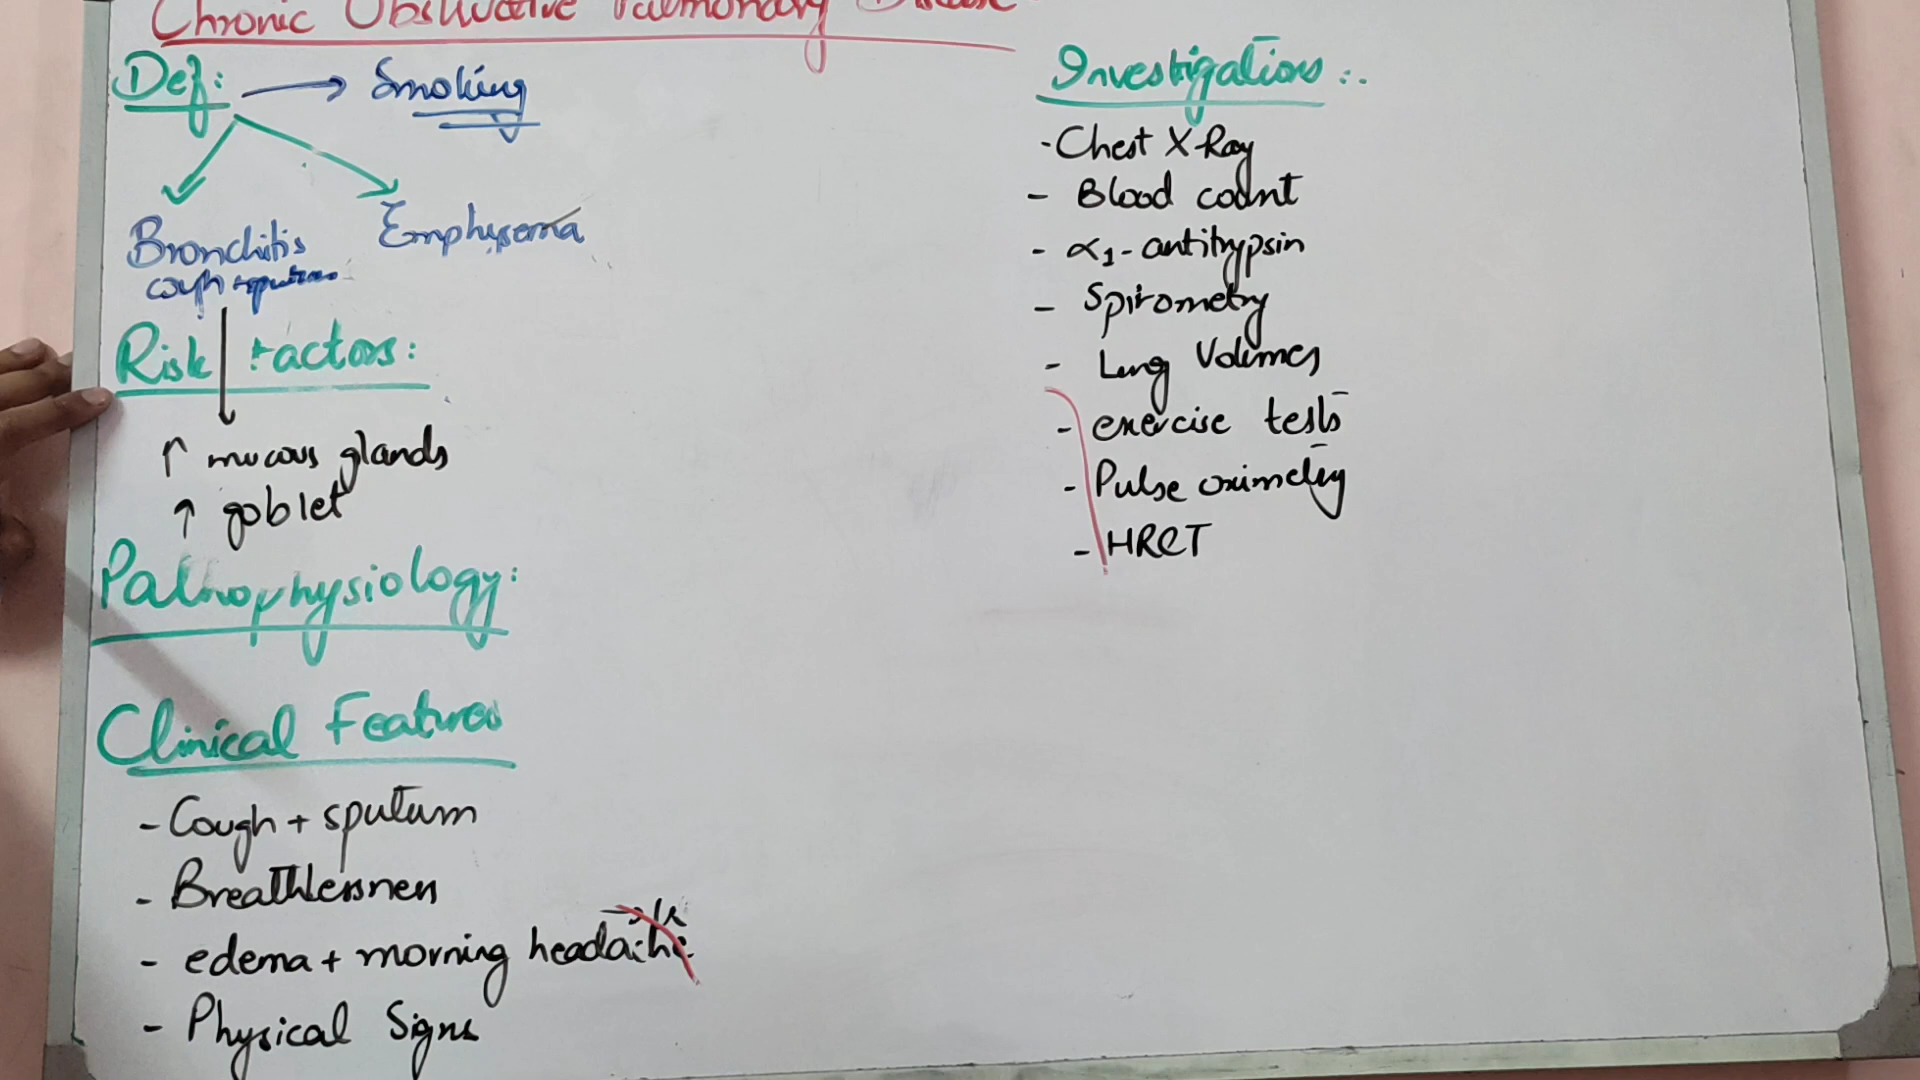 Chronic Obstructive Pulmonary Disease
Def: → Smoking
Bronchitis
cough + sputum
Emphysema
Risk Factors:
↑ mucous glands
↑ goblet
Pathophysiology:
Clinical Features
- Cough + sputum
- Breathlessness
- edema + morning headache
- Physical Signs
Investigations :.
- Chest X-Ray
- Blood count
- α1-antitrypsin
- Spirometry
- Lung Volumes
- exercise tests
- Pulse oximetry
- HRCT